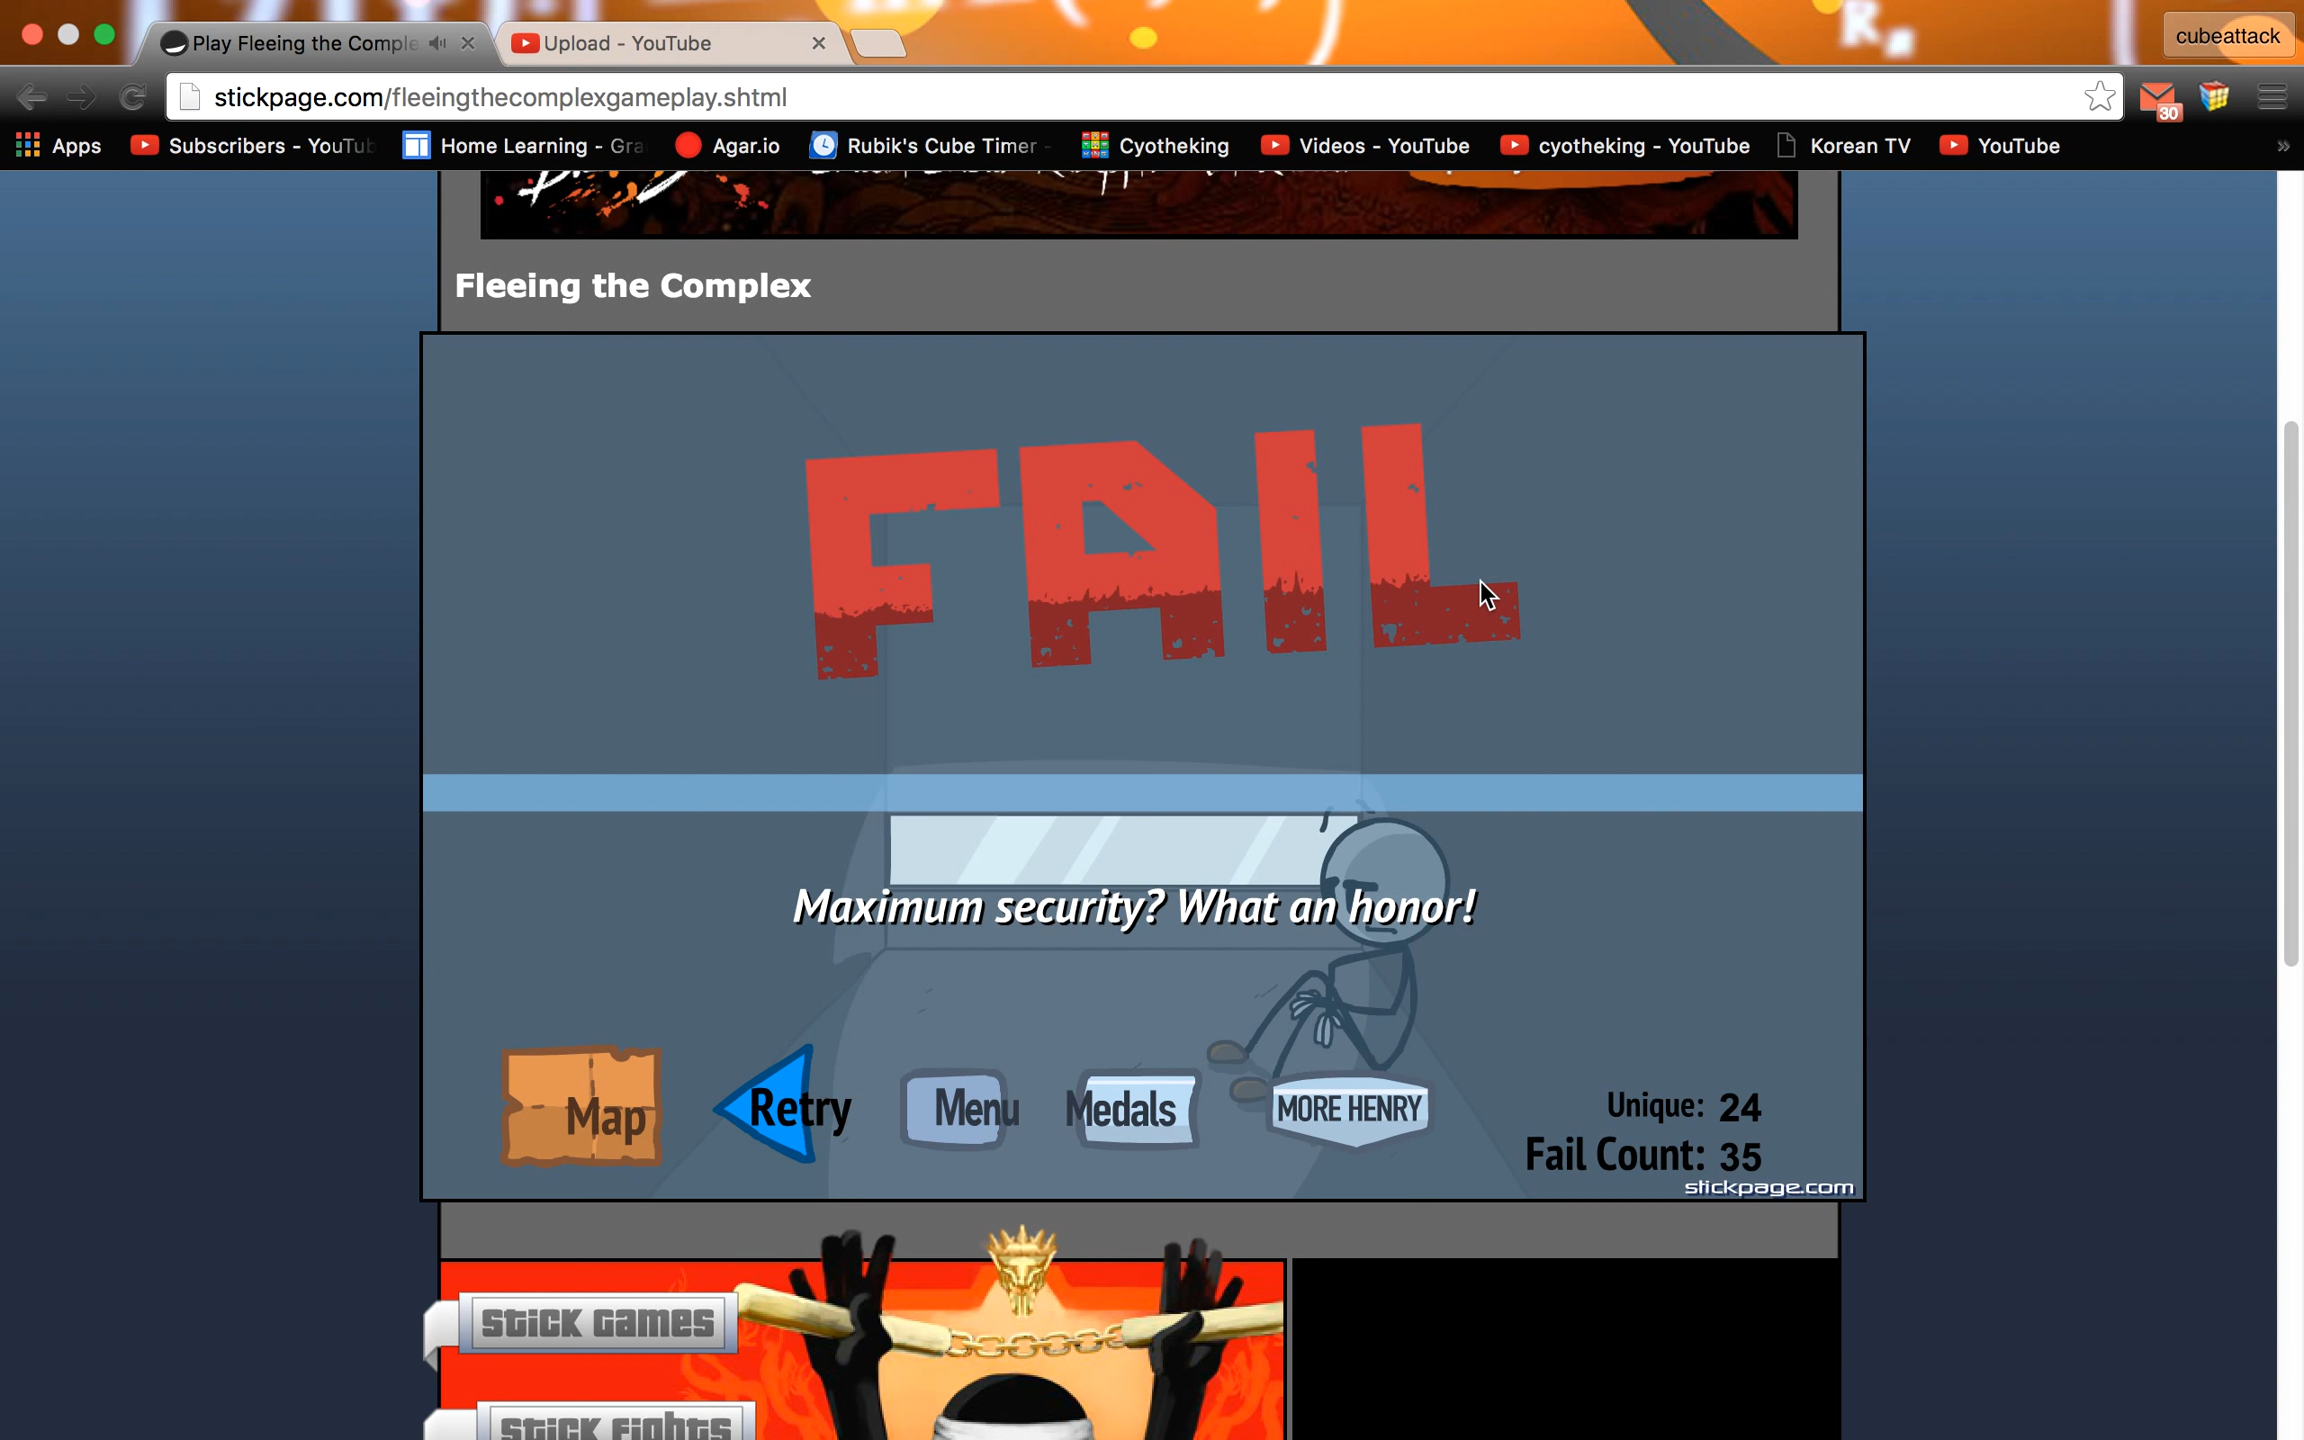 Play Fleeing the Comple
Upload - YouTube
cubeattack
stickpage.com/fleeingthecomplexgameplay.shtml
30
Apps
Subscribers - YouTub
Home Learning - Gra
Agar.io
Rubik's Cube Timer -
Cyotheking
Videos - YouTube
cyotheking - YouTube
Korean TV
YouTube
»
Fleeing the Complex
FAIL
Maximum security? What an honor!
Map
Retry
Menu
Medals
MORE HENRY
Unique: 24
Fail Count: 35
stickpage.com
STICK GAMES
STICK FIGHTS